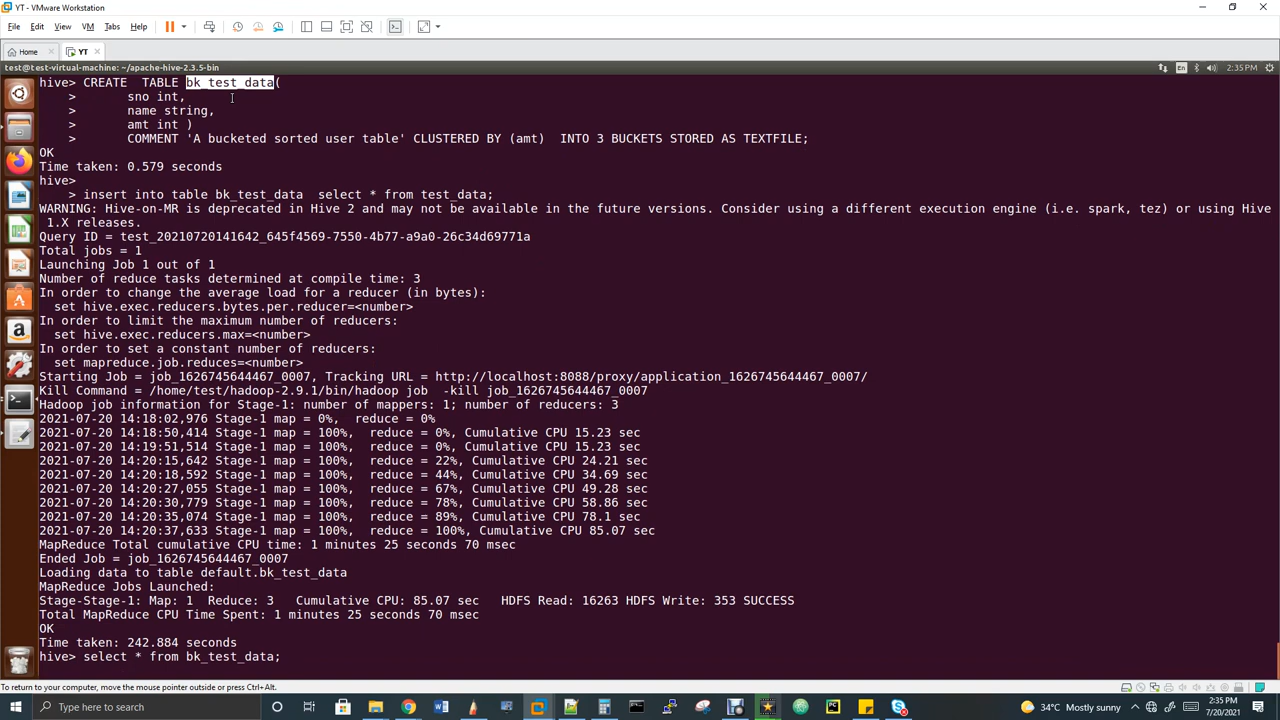 YT - VMware Workstation
File Edit View VM Tabs Help
Home YT
test@test-virtual-machine: ~/apache-hive-2.3.5-bin En 2:35 PM
hive> CREATE  TABLE bk_test_data(
    >       sno int,
    >       name string,
    >       amt int )
    >       COMMENT 'A bucketed sorted user table' CLUSTERED BY (amt)  INTO 3 BUCKETS STORED AS TEXTFILE;
OK
Time taken: 0.579 seconds
hive>
    > insert into table bk_test_data  select * from test_data;
WARNING: Hive-on-MR is deprecated in Hive 2 and may not be available in the future versions. Consider using a different execution engine (i.e. spark, tez) or using Hive
 1.X releases.
Query ID = test_20210720141642_645f4569-7550-4b77-a9a0-26c34d69771a
Total jobs = 1
Launching Job 1 out of 1
Number of reduce tasks determined at compile time: 3
In order to change the average load for a reducer (in bytes):
  set hive.exec.reducers.bytes.per.reducer=<number>
In order to limit the maximum number of reducers:
  set hive.exec.reducers.max=<number>
In order to set a constant number of reducers:
  set mapreduce.job.reduces=<number>
Starting Job = job_1626745644467_0007, Tracking URL = http://localhost:8088/proxy/application_1626745644467_0007/
Kill Command = /home/test/hadoop-2.9.1/bin/hadoop job  -kill job_1626745644467_0007
Hadoop job information for Stage-1: number of mappers: 1; number of reducers: 3
2021-07-20 14:18:02,976 Stage-1 map = 0%,  reduce = 0%
2021-07-20 14:18:50,414 Stage-1 map = 100%,  reduce = 0%, Cumulative CPU 15.23 sec
2021-07-20 14:19:51,514 Stage-1 map = 100%,  reduce = 0%, Cumulative CPU 15.23 sec
2021-07-20 14:20:15,642 Stage-1 map = 100%,  reduce = 22%, Cumulative CPU 24.21 sec
2021-07-20 14:20:18,592 Stage-1 map = 100%,  reduce = 44%, Cumulative CPU 34.69 sec
2021-07-20 14:20:27,055 Stage-1 map = 100%,  reduce = 67%, Cumulative CPU 49.28 sec
2021-07-20 14:20:30,779 Stage-1 map = 100%,  reduce = 78%, Cumulative CPU 58.86 sec
2021-07-20 14:20:35,074 Stage-1 map = 100%,  reduce = 89%, Cumulative CPU 78.1 sec
2021-07-20 14:20:37,633 Stage-1 map = 100%,  reduce = 100%, Cumulative CPU 85.07 sec
MapReduce Total cumulative CPU time: 1 minutes 25 seconds 70 msec
Ended Job = job_1626745644467_0007
Loading data to table default.bk_test_data
MapReduce Jobs Launched:
Stage-Stage-1: Map: 1  Reduce: 3   Cumulative CPU: 85.07 sec   HDFS Read: 16263 HDFS Write: 353 SUCCESS
Total MapReduce CPU Time Spent: 1 minutes 25 seconds 70 msec
OK
Time taken: 242.884 seconds
hive> select * from bk_test_data;
To return to your computer, move the mouse pointer outside or press Ctrl+Alt.
Type here to search 34°C Mostly cloudy 2:35 PM
7/20/2021